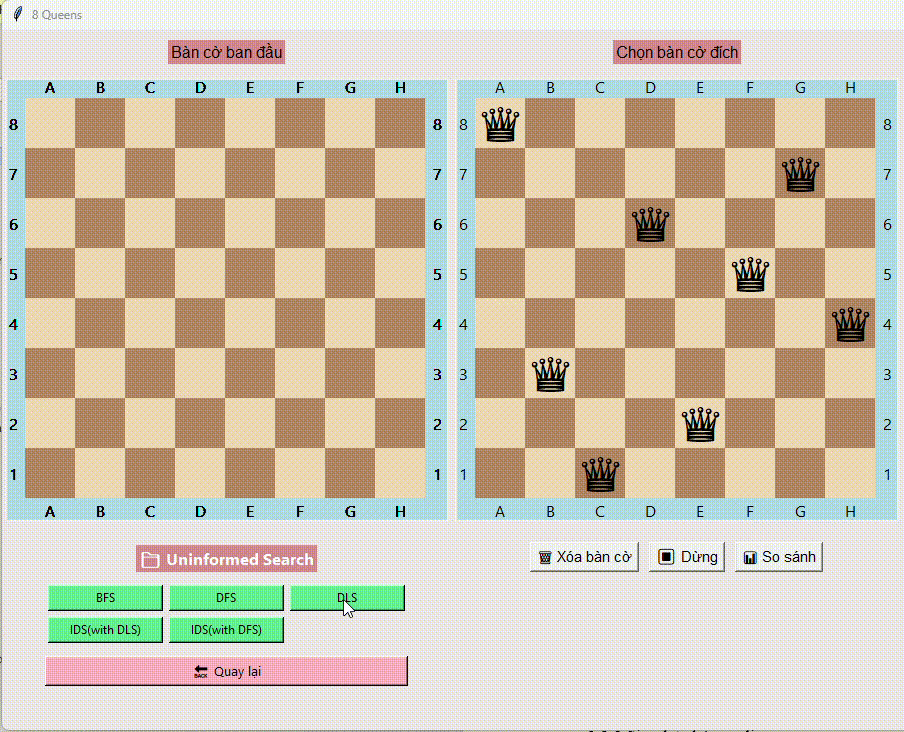 8 Queens
Bàn cờ ban đầu
Chọn bàn cờ đích
A B C D E F G H
A B C D E F G H
8 8 8 8
7 7 7 7
6 6 6 6
5 5 5 5
4 4 4 4
3 3 3 3
2 2 2 2
1 1 1 1
A B C D E F G H
A B C D E F G H
Uninformed Search
Xóa bàn cờ
Dừng
So sánh
BFS
DFS
DLS
IDS(with DLS)
IDS(with DFS)
BACK Quay lại